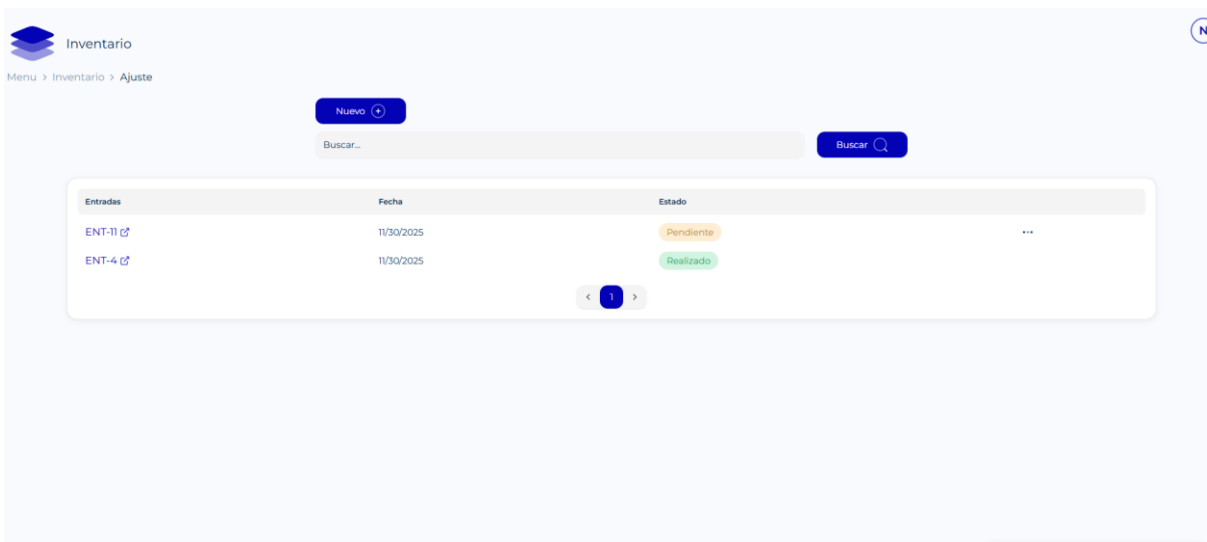 Inventario
N
Menu > Inventario > Ajuste
Nuevo
Buscar...
Buscar
Entradas Fecha Estado
ENT-11 11/30/2025 Pendiente ...
ENT-4 11/30/2025 Realizado
< 1 >